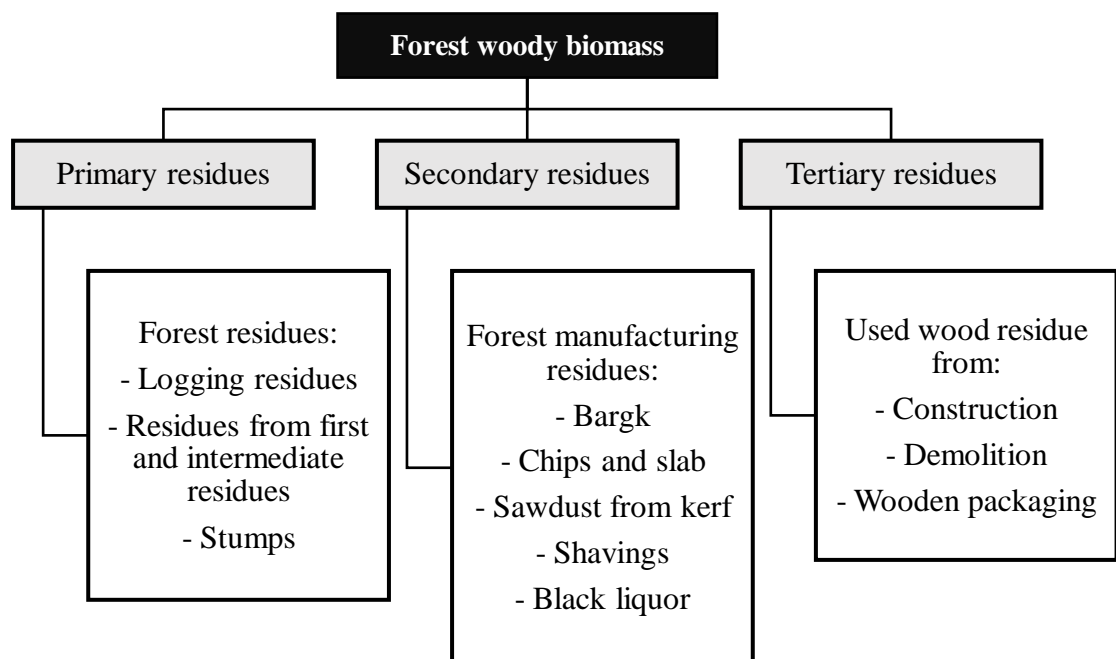 Forest woody biomass
Primary residues
Secondary residues
Tertiary residues
Forest residues:
- Logging residues
- Residues from first
and intermediate
residues
- Stumps
Forest manufacturing
residues:
- Bargk
- Chips and slab
- Sawdust from kerf
- Shavings
- Black liquor
Used wood residue
from:
- Construction
- Demolition
- Wooden packaging